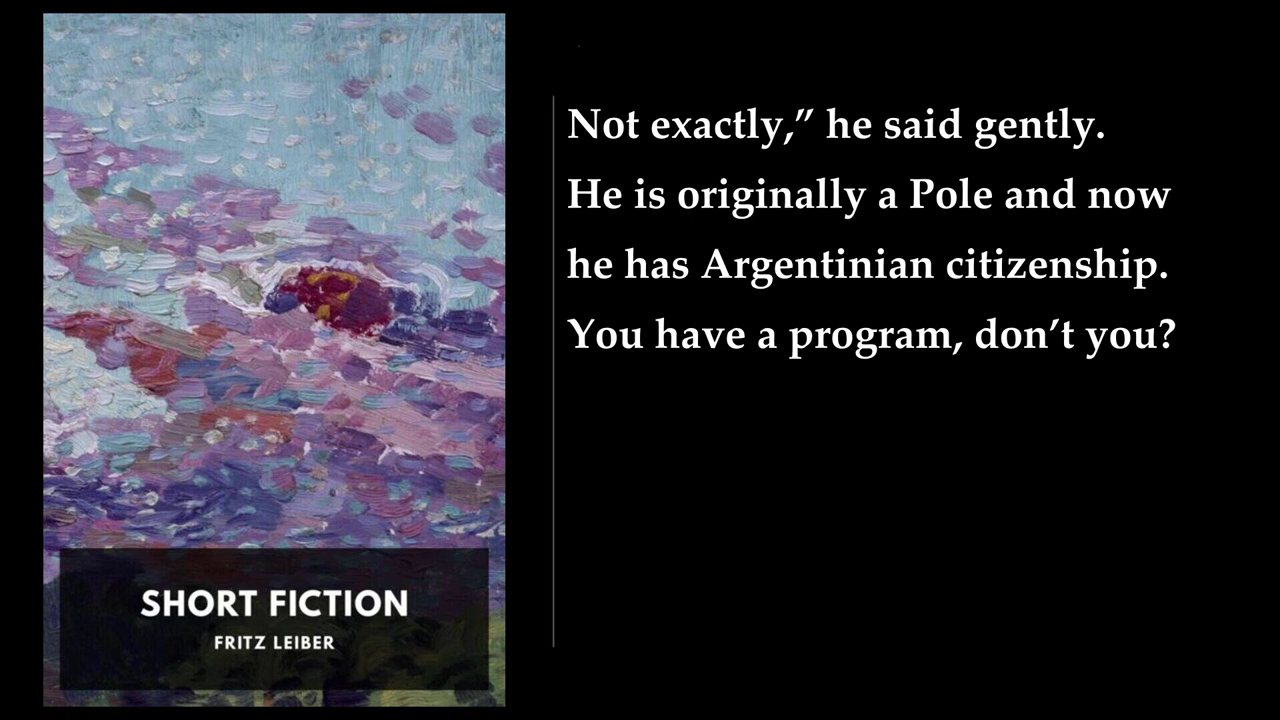 SHORT FICTION
FRITZ LEIBER
Not exactly,” he said gently.
He is originally a Pole and now
he has Argentinian citizenship.
You have a program, don’t you?